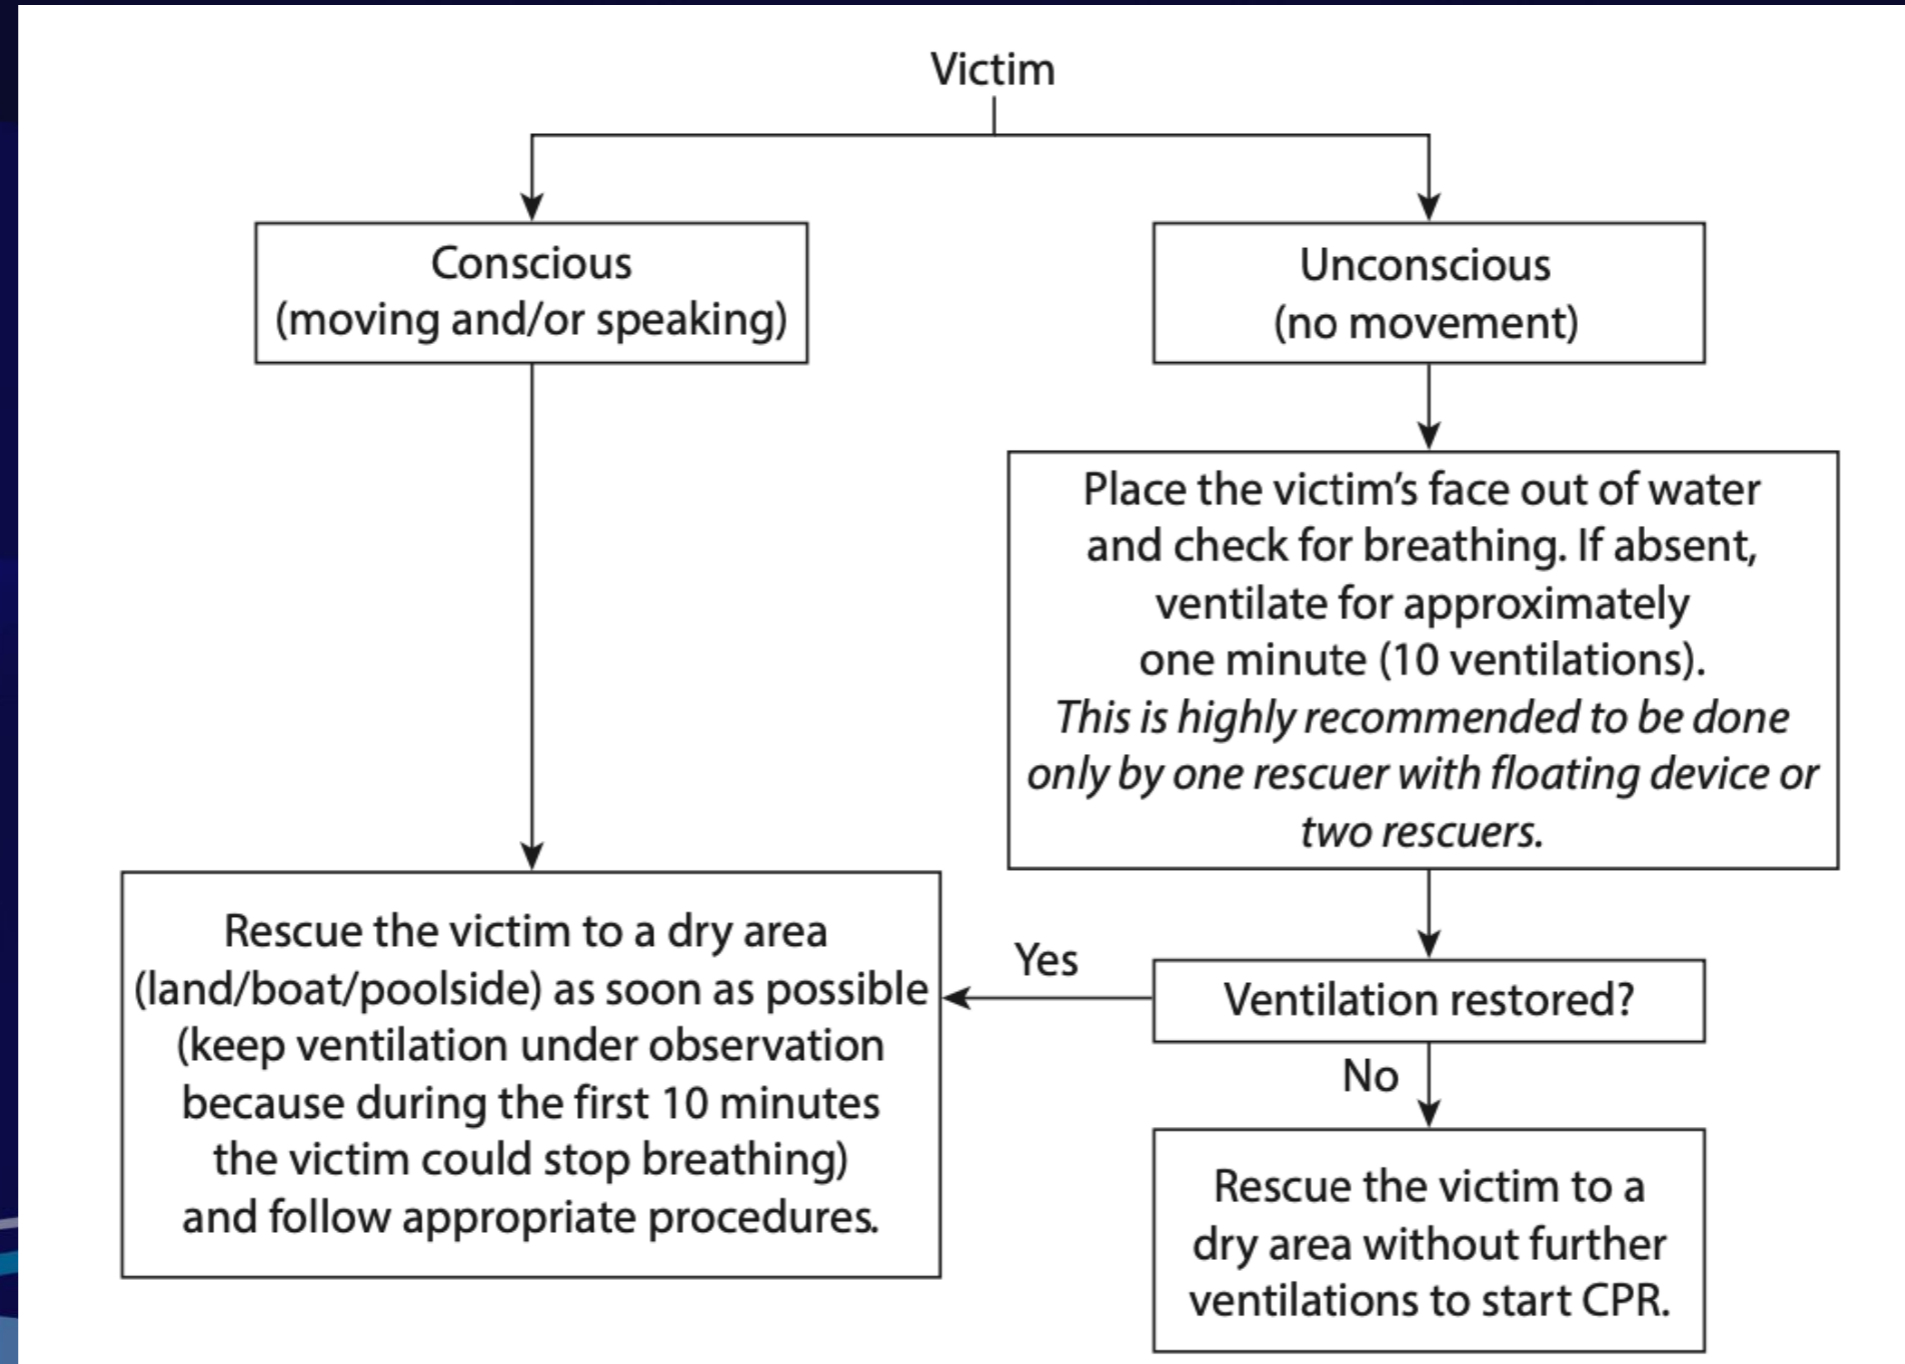 Victim
Conscious
(moving and/or speaking)
Unconscious
(no movement)
Place the victim's face out of water
and check for breathing. If absent,
ventilate for approximately
one minute (10 ventilations).
This is highly recommended to be done
only by one rescuer with floating device or
two rescuers.
Rescue the victim to a dry area
(land/boat/poolside) as soon as possible
(keep ventilation under observation
because during the first 10 minutes
the victim could stop breathing)
and follow appropriate procedures.
Yes
Ventilation restored?
No
Rescue the victim to a
dry area without further
ventilations to start CPR.